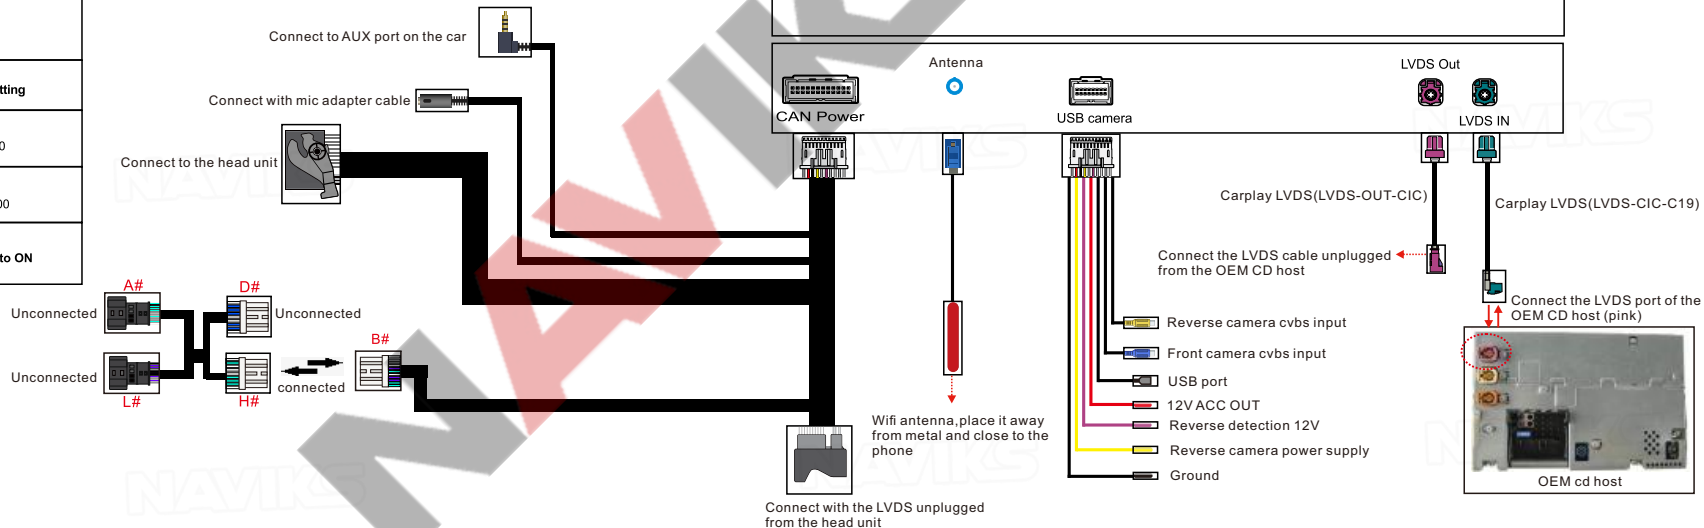 tting
0
00
to ON
Connect to AUX port on the car
Connect with mic adapter cable
Connect to the head unit
A#
D#
Unconnected
Unconnected
B#
Unconnected
connected
L#
H#
Antenna
LVDS Out
CAN Power
USB camera
LVDS IN
Carplay LVDS(LVDS-OUT-CIC)
Carplay LVDS(LVDS-CIC-C19)
Connect the LVDS cable unplugged
from the OEM CD host
Connect the LVDS port of the
OEM CD host (pink)
Reverse camera cvbs input
Front camera cvbs input
USB port
12V ACC OUT
Reverse detection 12V
Reverse camera power supply
Ground
Wifi antenna,place it away
from metal and close to the
phone
OEM cd host
Connect with the LVDS unplugged
from the head unit
NAVIKS
NAVIKS
NAVIKS
NAVIKS
NAVIKS
NAVIKS